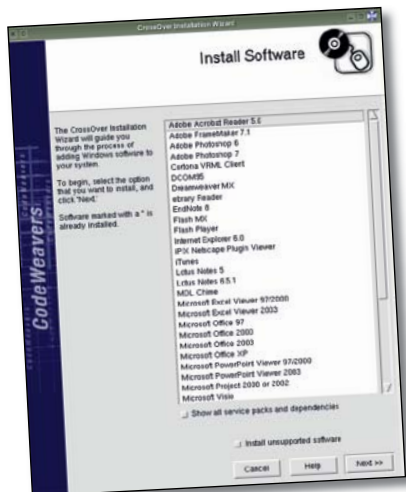 CrossOver Installation Wizard
Install Software
The CrossOver Installation
Wizard will guide you
through the process of
adding Windows software to
your system.
To begin, select the option
that you want to install, and
click 'Next.'
Software marked with a * is
already installed.
CodeWeavers
Adobe Acrobat Reader 5.0
Adobe FrameMaker 7.1
Adobe Photoshop 6
Adobe Photoshop 7
Cortona VRML Client
DCOM95
Dreamweaver MX
ebrary Reader
EndNote 8
Flash MX
Flash Player
Internet Explorer 6.0
iPIX Netscape Plugin Viewer
iTunes
Lotus Notes 5
Lotus Notes 6.5.1
MDL Chime
Microsoft Excel Viewer 97/2000
Microsoft Excel Viewer 2003
Microsoft Office 97
Microsoft Office 2000
Microsoft Office 2003
Microsoft Office XP
Microsoft PowerPoint Viewer 97/2000
Microsoft PowerPoint Viewer 2003
Microsoft Project 2000 or 2002
Microsoft Visio
Show all service packs and dependencies
Install unsupported software
Cancel
Help
Next >>